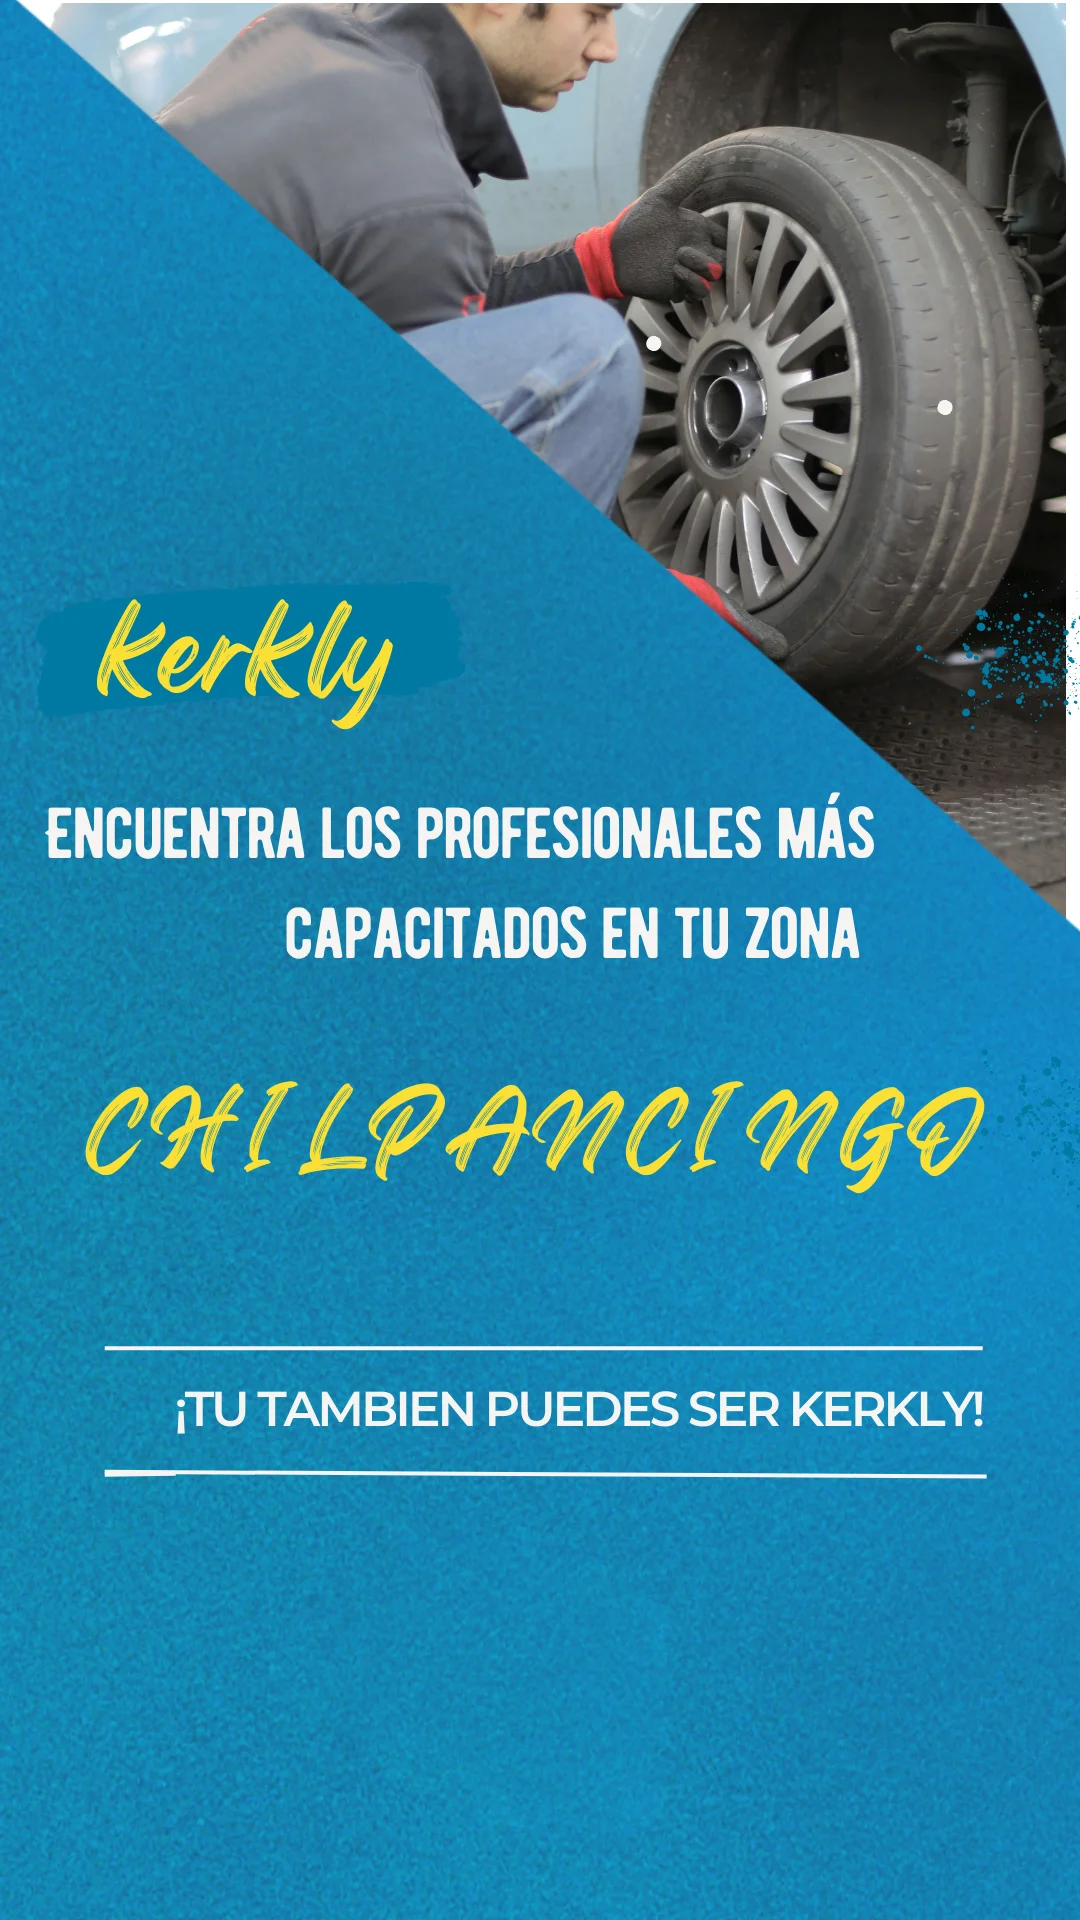 kerkly
ENCUENTRA LOS PROFESIONALES MÁS
CAPACITADOS EN TU ZONA
CHILPANCINGO
¡TU TAMBIEN PUEDES SER KERKLY!